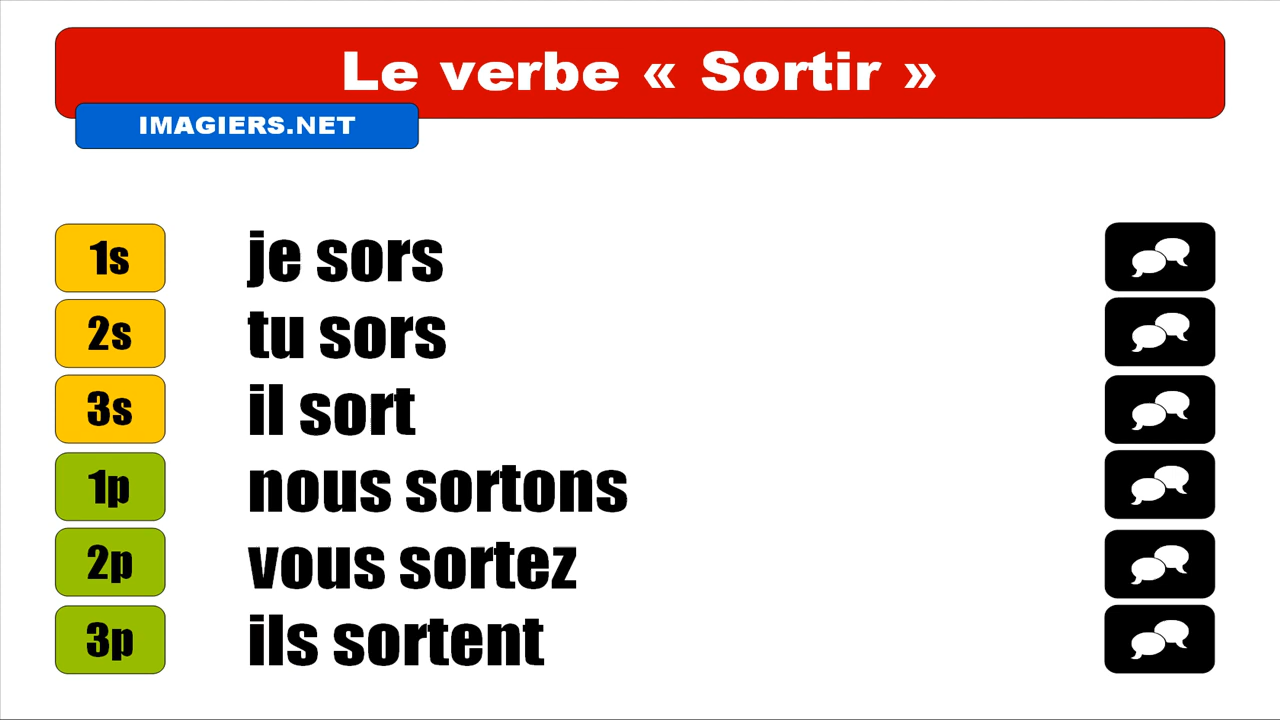 Le verbe « Sortir »
IMAGIERS.NET
1s je sors
2s tu sors
3s il sort
1p nous sortons
2p vous sortez
3p ils sortent